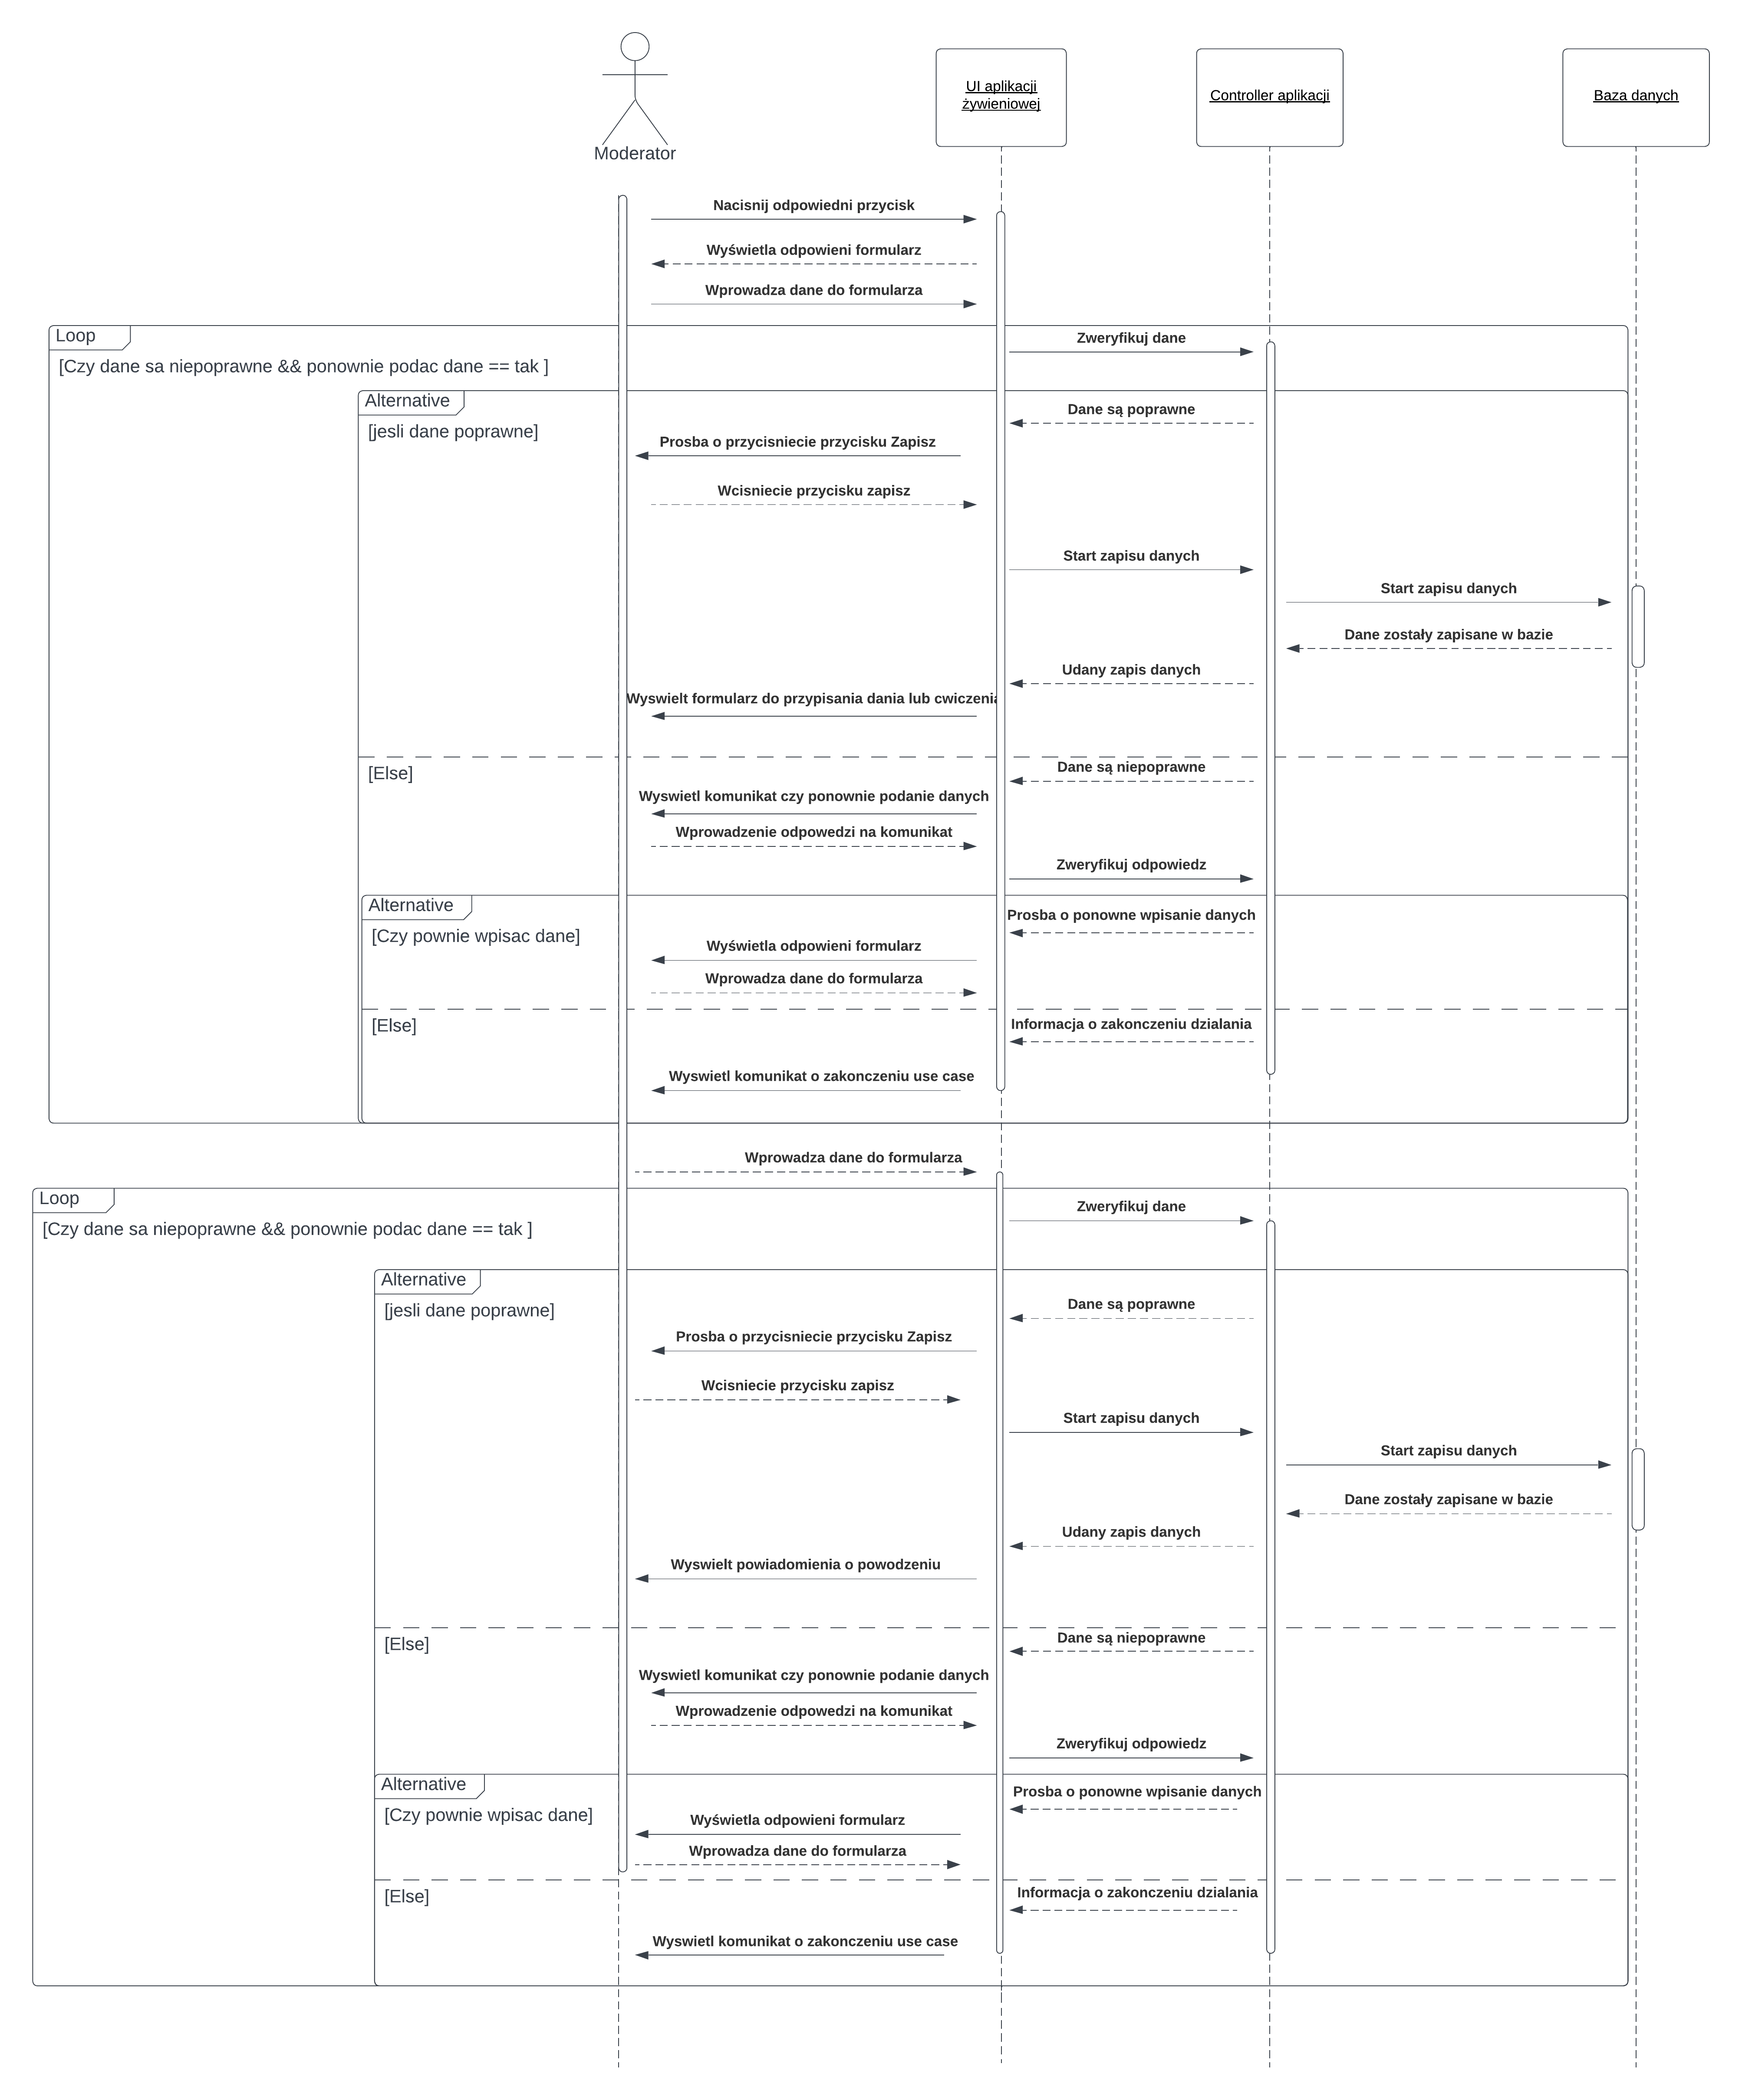 Moderator
UI aplikacji
żywieniowej
Controller aplikacji
Baza danych
Nacisnij odpowiedni przycisk
Wyświetla odpowieni formularz
Wprowadza dane do formularza
Loop
Zweryfikuj dane
[Czy dane sa niepoprawne && ponownie podac dane == tak ]
Alternative
Dane są poprawne
[jesli dane poprawne]
Prosba o przycisniecie przycisku Zapisz
Wcisniecie przycisku zapisz
Start zapisu danych
Start zapisu danych
Dane zostały zapisane w bazie
Udany zapis danych
Wyswielt formularz do przypisania dania lub cwiczenia
[Else]
Dane są niepoprawne
Wyswietl komunikat czy ponownie podanie danych
Wprowadzenie odpowedzi na komunikat
Zweryfikuj odpowiedz
Alternative
Prosba o ponowne wpisanie danych
[Czy pownie wpisac dane]
Wyświetla odpowieni formularz
Wprowadza dane do formularza
[Else]
Informacja o zakonczeniu dzialania
Wyswietl komunikat o zakonczeniu use case
Wprowadza dane do formularza
Loop
Zweryfikuj dane
[Czy dane sa niepoprawne && ponownie podac dane == tak ]
Alternative
Dane są poprawne
[jesli dane poprawne]
Prosba o przycisniecie przycisku Zapisz
Wcisniecie przycisku zapisz
Start zapisu danych
Start zapisu danych
Dane zostały zapisane w bazie
Udany zapis danych
Wyswielt powiadomienia o powodzeniu
[Else]
Dane są niepoprawne
Wyswietl komunikat czy ponownie podanie danych
Wprowadzenie odpowedzi na komunikat
Zweryfikuj odpowiedz
Alternative
Prosba o ponowne wpisanie danych
[Czy pownie wpisac dane]
Wyświetla odpowieni formularz
Wprowadza dane do formularza
[Else]
Informacja o zakonczeniu dzialania
Wyswietl komunikat o zakonczeniu use case